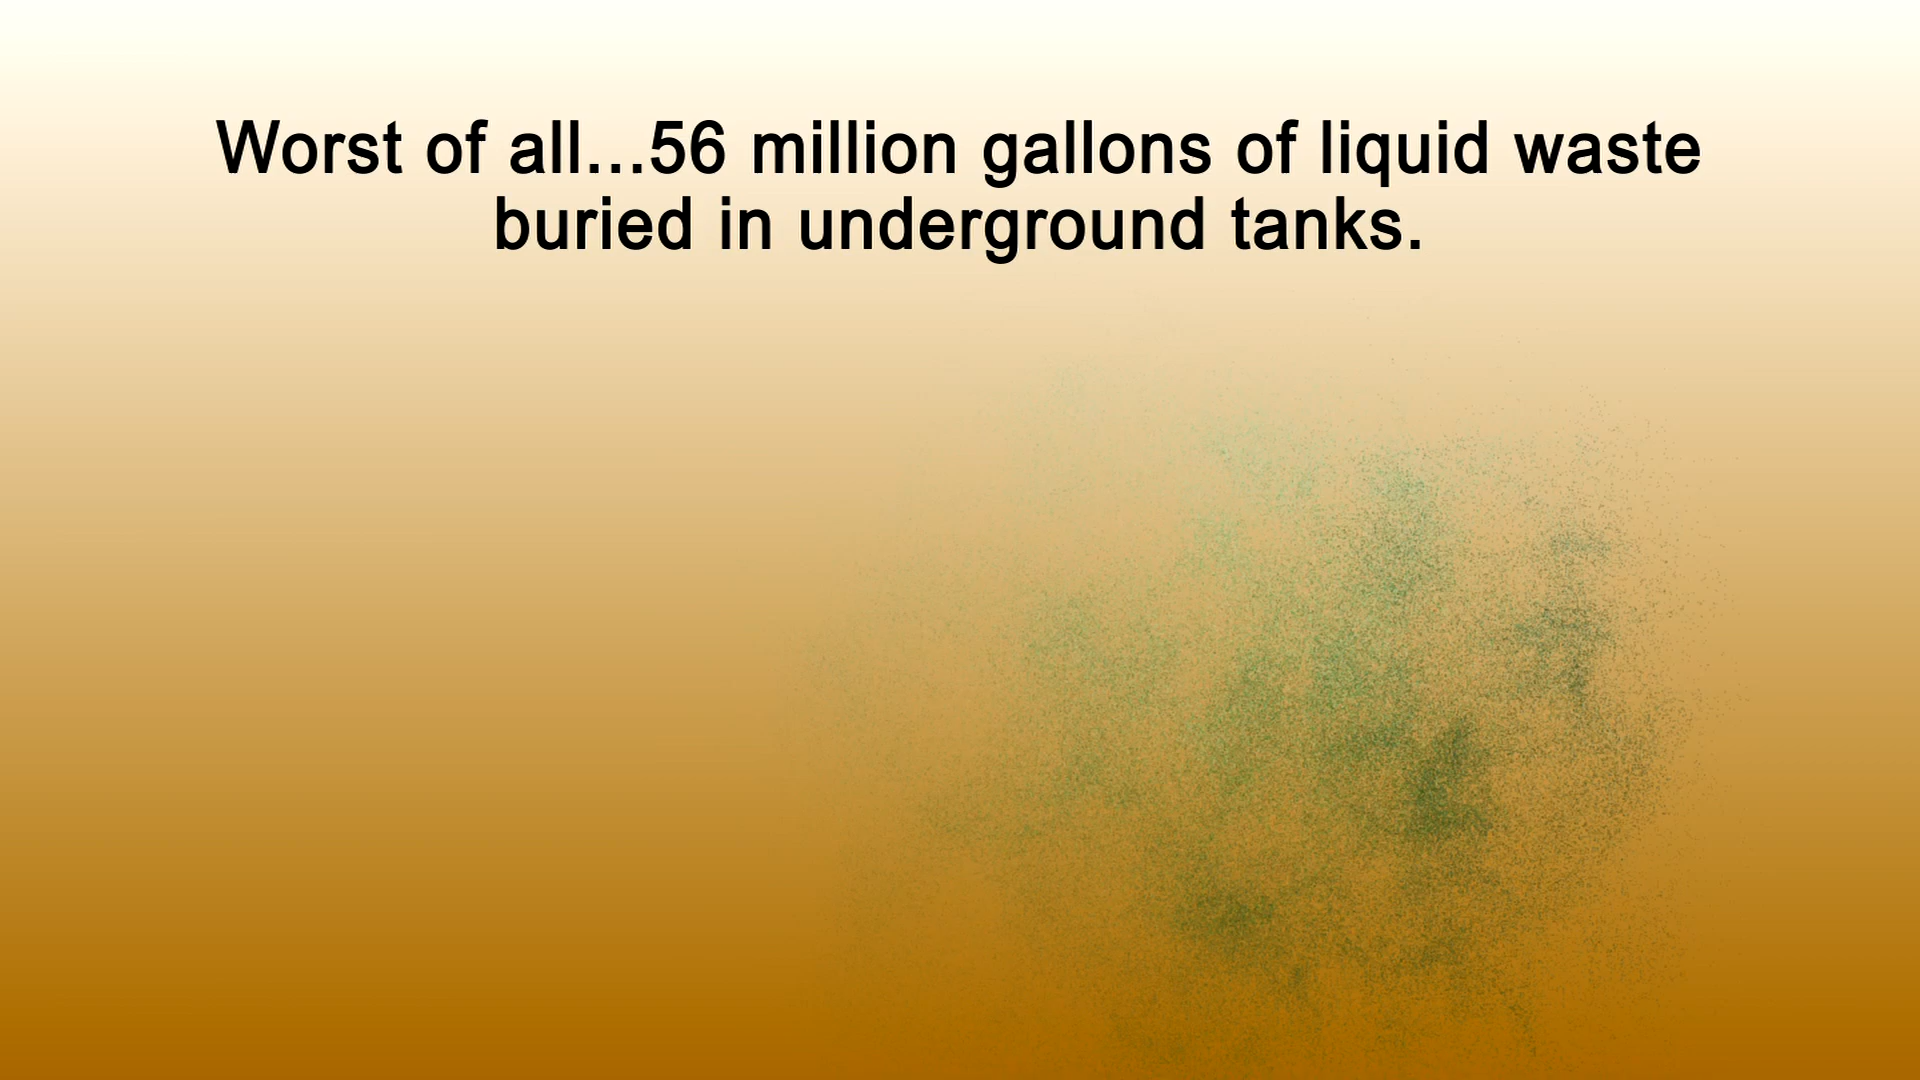 Worst of all...56 million gallons of liquid waste
buried in underground tanks.